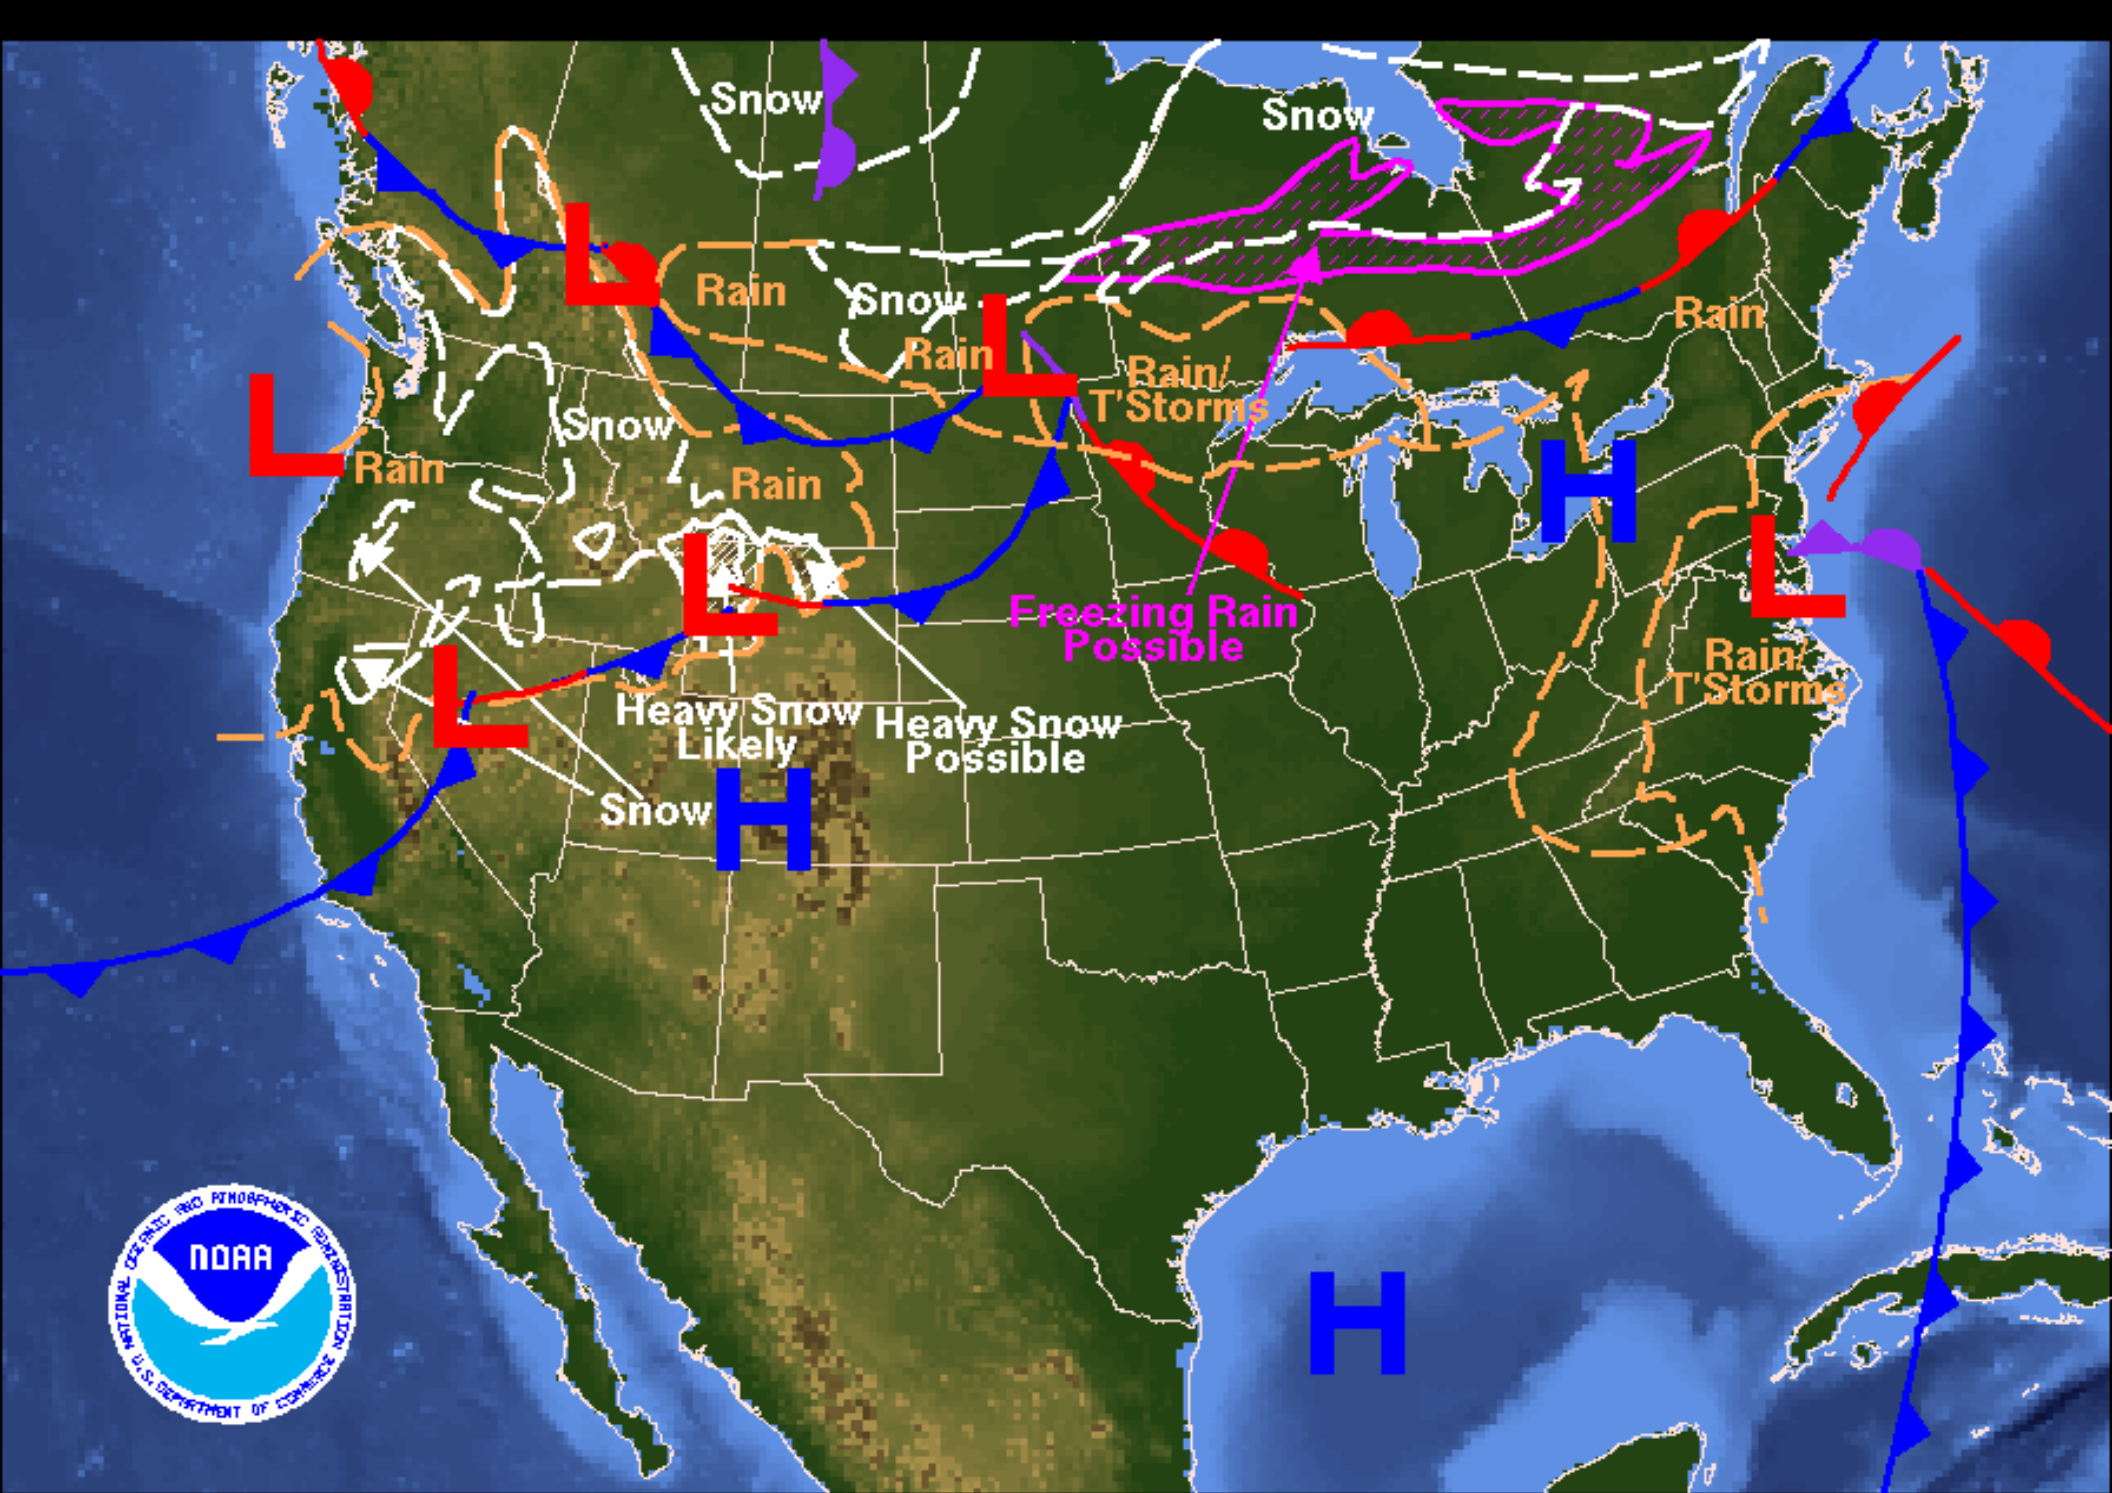 Snow
Snow
Rain
Snow
Rain
Rain
Rain/
T'Storms
Snow
Rain
Rain
L
L
L
L
L
L
H
H
H
Freezing Rain
Possible
Rain/
T'Storms
Heavy Snow
Likely
Heavy Snow
Possible
Snow
NATIONAL OCEANIC AND ATMOSPHERIC ADMINISTRATION
NOAA
U.S. DEPARTMENT OF COMMERCE